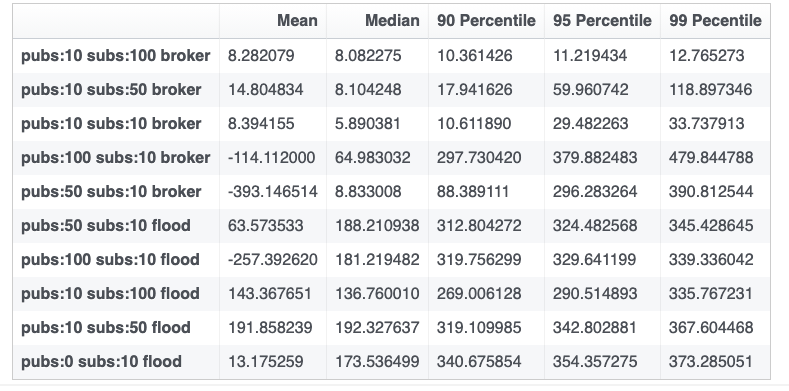 Mean Median 90 Percentile 95 Percentile 99 Pecentile
pubs:10 subs:100 broker 8.282079 8.082275 10.361426 11.219434 12.765273
pubs:10 subs:50 broker 14.804834 8.104248 17.941626 59.960742 118.897346
pubs:10 subs:10 broker 8.394155 5.890381 10.611890 29.482263 33.737913
pubs:100 subs:10 broker -114.112000 64.983032 297.730420 379.882483 479.844788
pubs:50 subs:10 broker -393.146514 8.833008 88.389111 296.283264 390.812544
pubs:50 subs:10 flood 63.573533 188.210938 312.804272 324.482568 345.428645
pubs:100 subs:10 flood -257.392620 181.219482 319.756299 329.641199 339.336042
pubs:10 subs:100 flood 143.367651 136.760010 269.006128 290.514893 335.767231
pubs:10 subs:50 flood 191.858239 192.327637 319.109985 342.802881 367.604468
pubs:0 subs:10 flood 13.175259 173.536499 340.675854 354.357275 373.285051